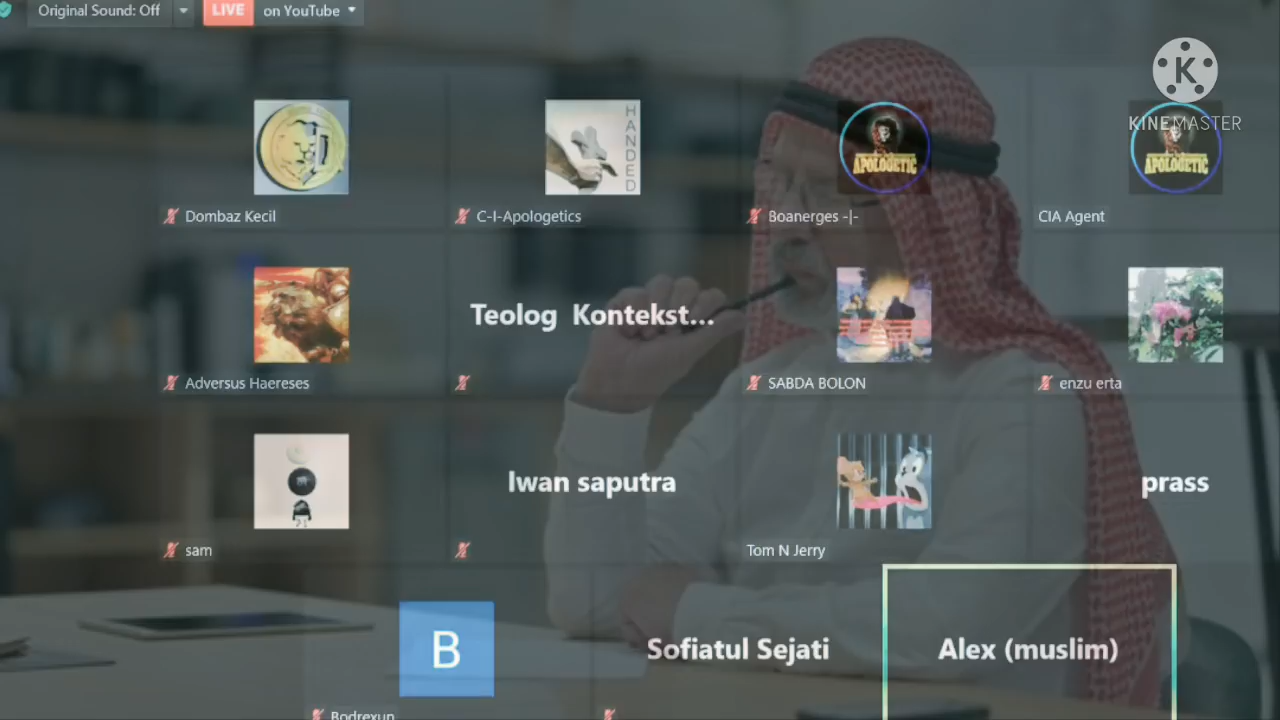 Original Sound: Off
LIVE on YouTube
K
KINEMASTER
HANDED
APOLOGETIC
APOLOGETIC
Dombaz Kecil
C-I-Apologetics
Boanerges -|-
CIA Agent
Teolog Kontekst...
Adversus Haereses
SABDA BOLON
enzu erta
Iwan saputra
prass
sam
Tom N Jerry
B
Sofiatul Sejati
Alex (muslim)
Bodrexun